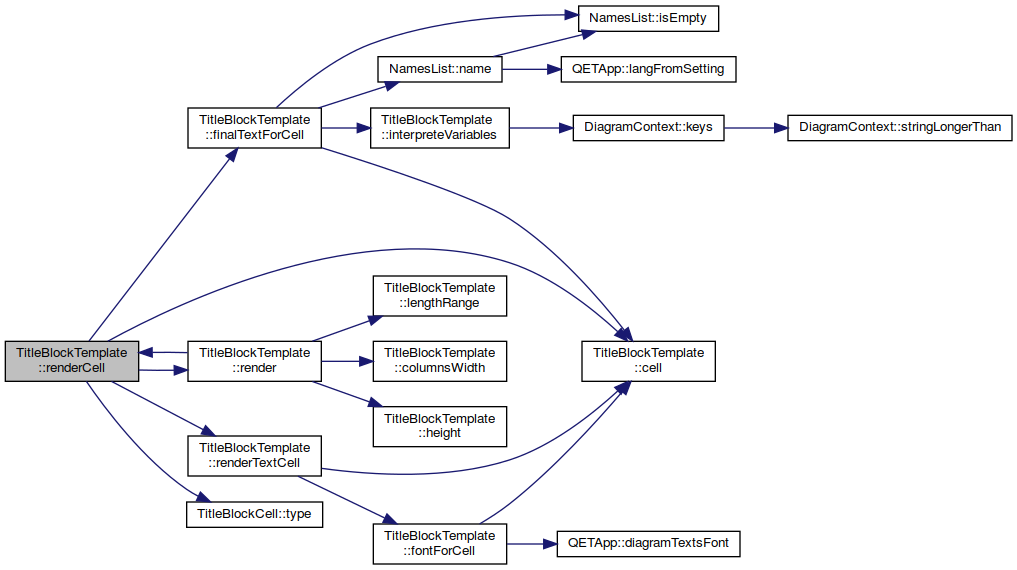 NamesList::isEmpty
NamesList::name
QETApp::langFromSetting
TitleBlockTemplate
::finalTextForCell
TitleBlockTemplate
::interpreteVariables
DiagramContext::keys
DiagramContext::stringLongerThan
TitleBlockTemplate
::lengthRange
TitleBlockTemplate
::renderCell
TitleBlockTemplate
::render
TitleBlockTemplate
::columnsWidth
TitleBlockTemplate
::cell
TitleBlockTemplate
::height
TitleBlockTemplate
::renderTextCell
TitleBlockCell::type
TitleBlockTemplate
::fontForCell
QETApp::diagramTextsFont